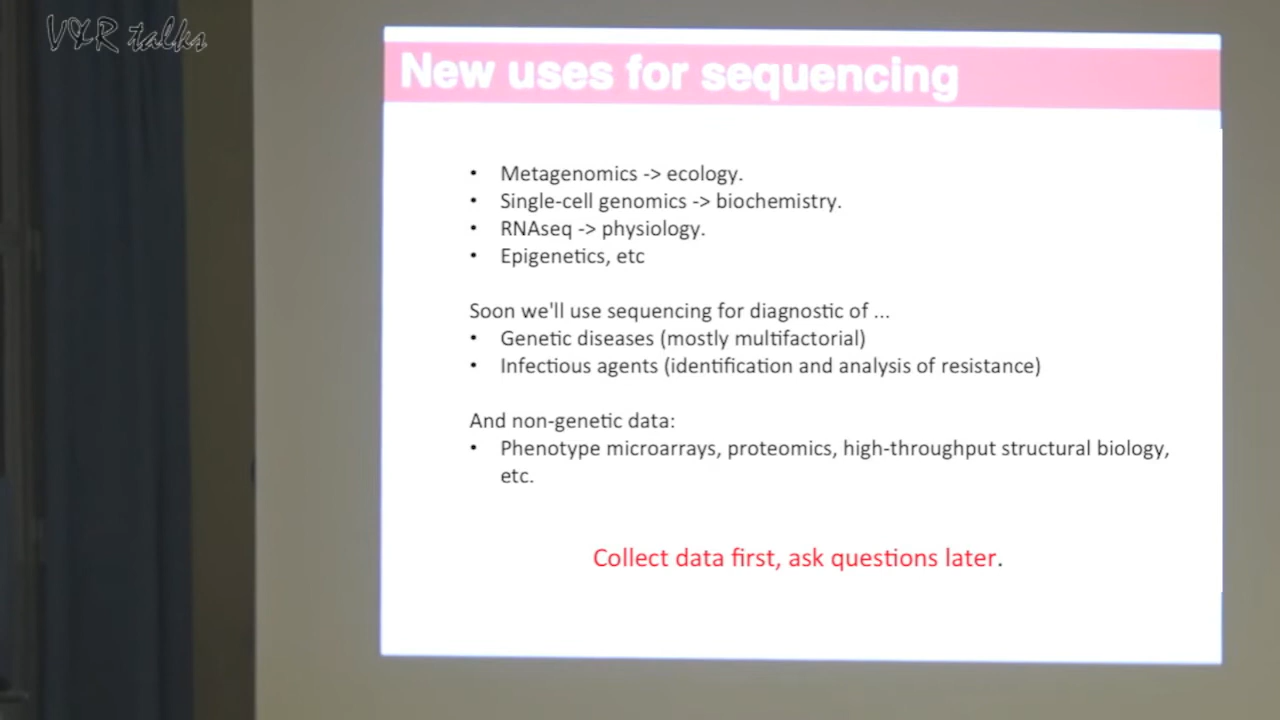 V&R talks
New uses for sequencing
• Metagenomics -> ecology.
• Single-cell genomics -> biochemistry.
• RNAseq -> physiology.
• Epigenetics, etc
Soon we'll use sequencing for diagnostic of ...
• Genetic diseases (mostly multifactorial)
• Infectious agents (identification and analysis of resistance)
And non-genetic data:
• Phenotype microarrays, proteomics, high-throughput structural biology,
etc.
Collect data first, ask questions later.